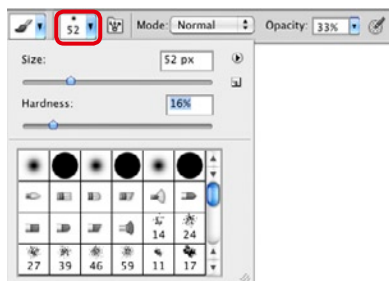 52 Mode: Normal Opacity: 33%
Size: 52 px
Hardness: 16%
14 24
27 39 46 59 11 17